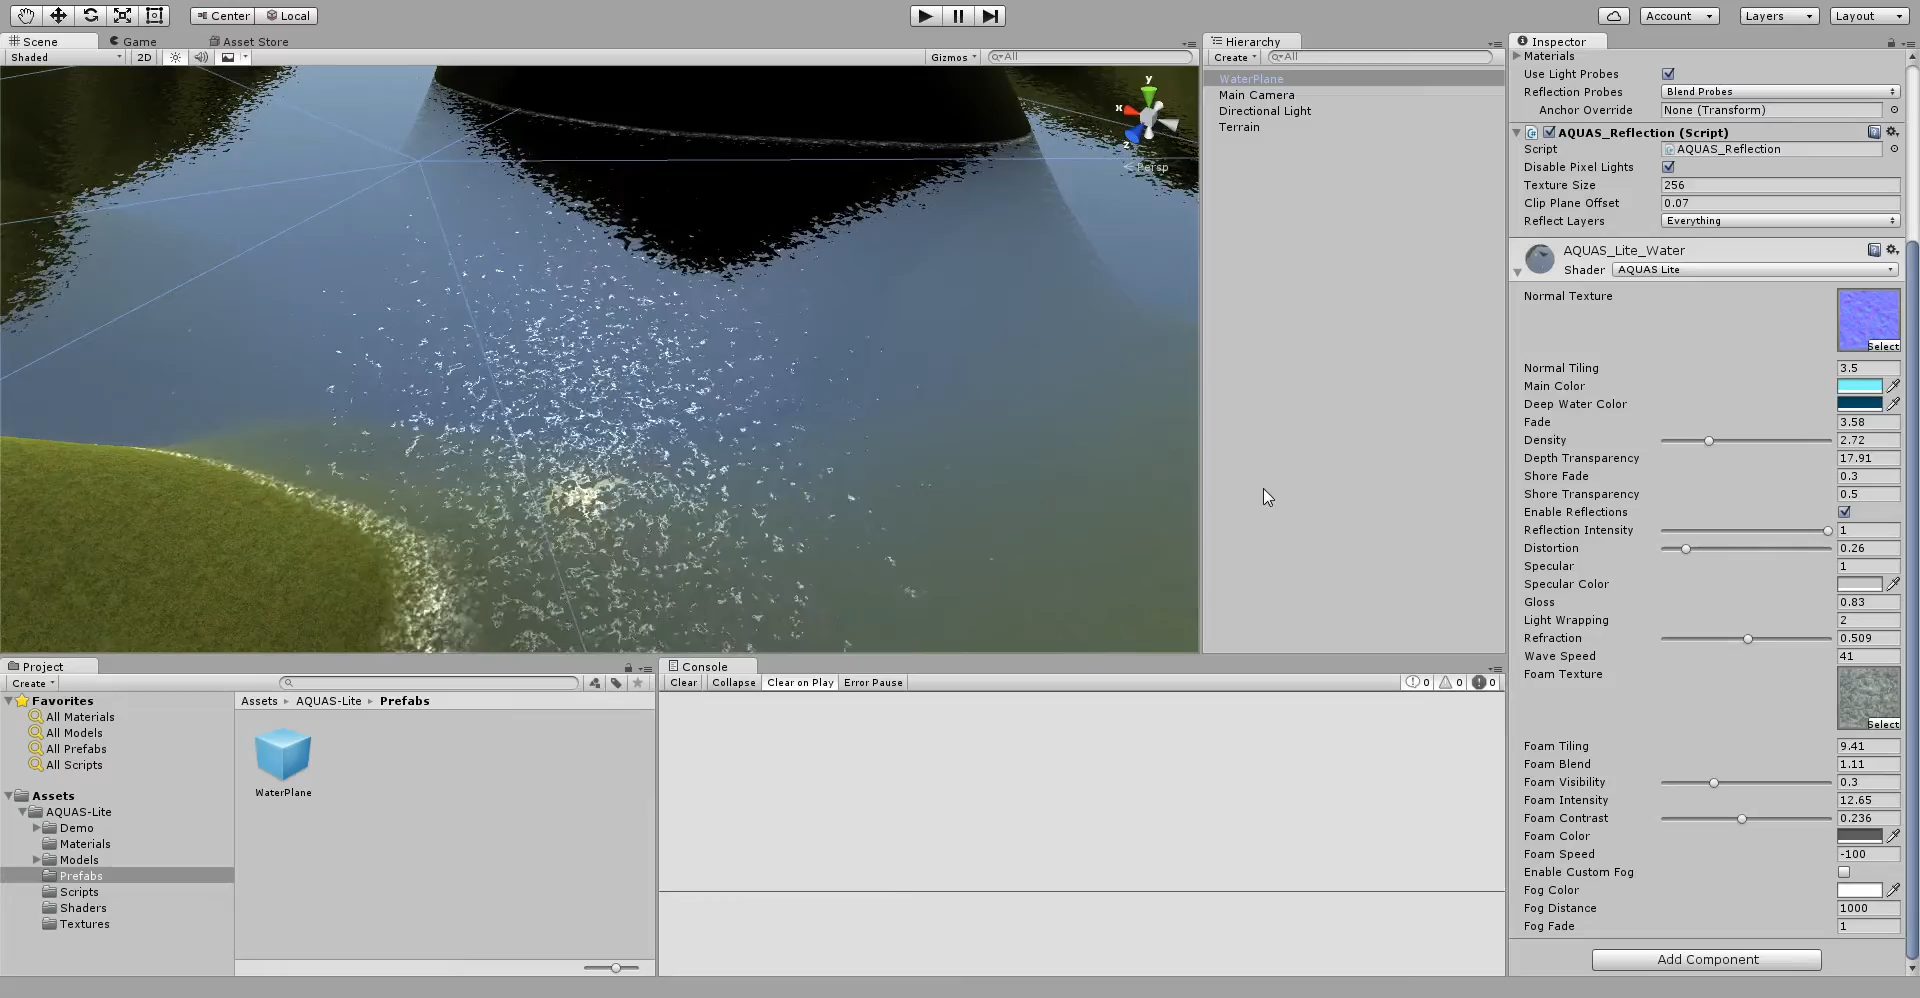 Center Local
Account Layers Layout
Scene Game Asset Store
Shaded 2D Gizmos All
y
x
z
Persp
Hierarchy
Create All
WaterPlane
Main Camera
Directional Light
Terrain
Inspector
Materials
Use Light Probes
Reflection Probes Blend Probes
Anchor Override None (Transform)
AQUAS_Reflection (Script)
Script AQUAS_Reflection
Disable Pixel Lights
Texture Size 256
Clip Plane Offset 0.07
Reflect Layers Everything
AQUAS_Lite_Water
Shader AQUAS Lite
Normal Texture
Select
Normal Tiling 3.5
Main Color
Deep Water Color
Fade 3.58
Density 2.72
Depth Transparency 17.91
Shore Fade 0.3
Shore Transparency 0.5
Enable Reflections
Reflection Intensity 1
Distortion 0.26
Specular 1
Specular Color
Gloss 0.83
Light Wrapping 2
Refraction 0.509
Wave Speed 41
Foam Texture
Select
Foam Tiling 9.41
Foam Blend 1.11
Foam Visibility 0.3
Foam Intensity 12.65
Foam Contrast 0.236
Foam Color
Foam Speed -100
Enable Custom Fog
Fog Color
Fog Distance 1000
Fog Fade 1
Add Component
Project
Create
Favorites
All Materials
All Models
All Prefabs
All Scripts
Assets
AQUAS-Lite
Demo
Materials
Models
Prefabs
Scripts
Shaders
Textures
Assets AQUAS-Lite Prefabs
WaterPlane
Console
Clear Collapse Clear on Play Error Pause 0 0 0